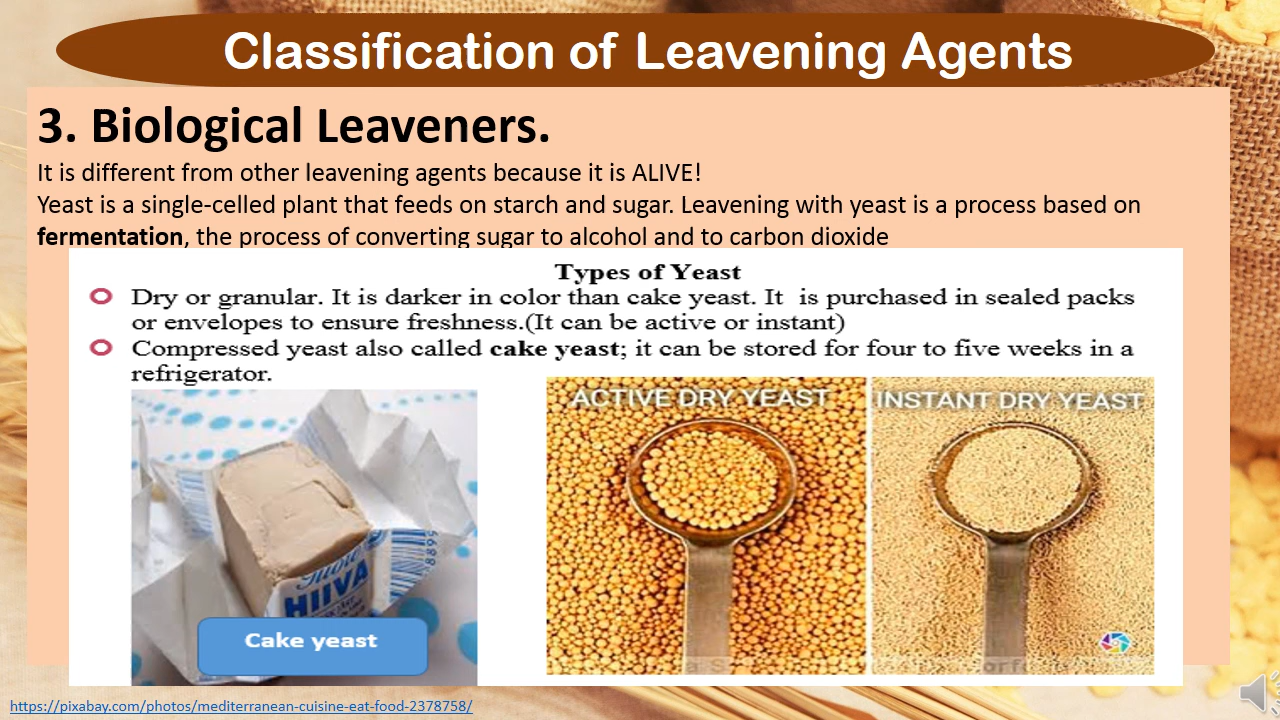 Classification of Leavening Agents
3. Biological Leaveners.
It is different from other leavening agents because it is ALIVE!
Yeast is a single-celled plant that feeds on starch and sugar. Leavening with yeast is a process based on
fermentation, the process of converting sugar to alcohol and to carbon dioxide
Types of Yeast
Dry or granular. It is darker in color than cake yeast. It  is purchased in sealed packs
or envelopes to ensure freshness.(It can be active or instant)
Compressed yeast also called cake yeast; it can be stored for four to five weeks in a
refrigerator.
ACTIVE DRY YEAST
INSTANT DRY YEAST
HIIVA
Cake yeast
https://pixabay.com/photos/mediterranean-cuisine-eat-food-2378758/